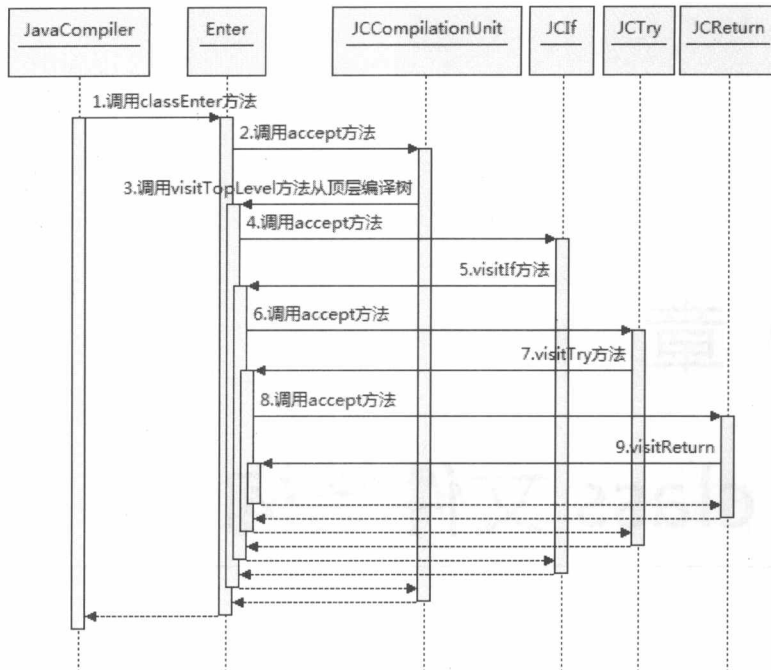 JavaCompiler
Enter
JCCompilationUnit
JCIf
JCTry
JCReturn
1.调用classEnter方法
2.调用accept方法
3.调用visitTopLevel方法从顶层编译树
4.调用accept方法
5.visitIf方法
6.调用accept方法
7.visitTry方法
8.调用accept方法
9.visitReturn